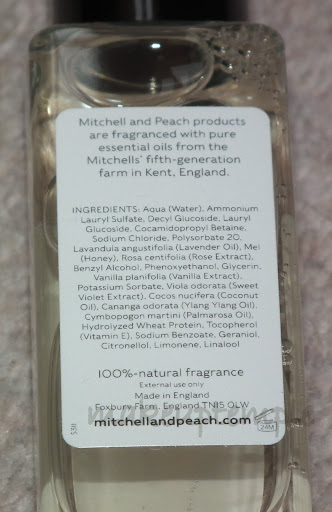 Mitchell and Peach products
are fragranced with pure
essential oils from the
Mitchells' fifth-generation
farm in Kent, England.
INGREDIENTS: Aqua (Water), Ammonium
Lauryl Sulfate, Decyl Glucoside, Lauryl
Glucoside, Cocamidopropyl Betaine,
Sodium Chloride, Polysorbate 20,
Lavandula angustifolia (Lavender Oil), Mel
(Honey), Rosa centifolia (Rose Extract),
Benzyl Alcohol, Phenoxyethanol, Glycerin,
Vanilla planifolia (Vanilla Extract),
Potassium Sorbate, Viola odorata (Sweet
Violet Extract), Cocos nucifera (Coconut
Oil), Cananga odorata (Ylang Ylang Oil),
Cymbopogon martini (Palmarosa Oil),
Hydrolyzed Wheat Protein, Tocopherol
(Vitamin E), Sodium Benzoate, Geraniol,
Citronellol, Limonene, Linalool
100%-natural fragrance
External use only
Made in England
Foxbury Farm, England TN15 OLW
mitchellandpeach.com
24M